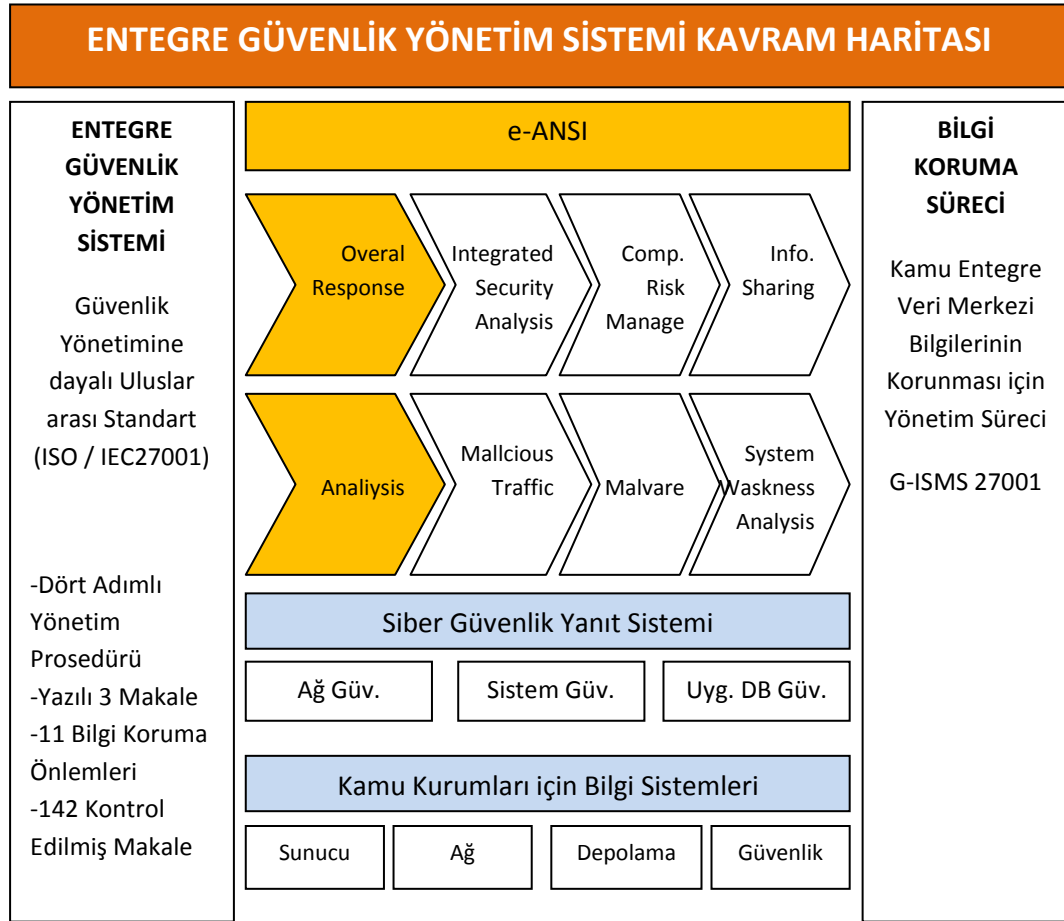 ENTEGRE GÜVENLİK YÖNETİM SİSTEMİ KAVRAM HARİTASI
ENTEGRE
GÜVENLİK
YÖNETİM
SİSTEMİ
Güvenlik
Yönetimine
dayalı Uluslar
arası Standart
(ISO / IEC27001)
-Dört Adımlı
Yönetim
Prosedürü
-Yazılı 3 Makale
-11 Bilgi Koruma
Önlemleri
-142 Kontrol
Edilmiş Makale
e-ANSI
Overal
Response
Integrated
Security
Analysis
Comp.
Risk
Manage
Info.
Sharing
Analiysis
Mallcious
Traffic
Malvare
System
Waskness
Analysis
Siber Güvenlik Yanıt Sistemi
Ağ Güv.
Sistem Güv.
Uyg. DB Güv.
Kamu Kurumları için Bilgi Sistemleri
Sunucu
Ağ
Depolama
Güvenlik
BİLGİ
KORUMA
SÜRECİ
Kamu Entegre
Veri Merkezi
Bilgilerinin
Korunması için
Yönetim Süreci
G-ISMS 27001